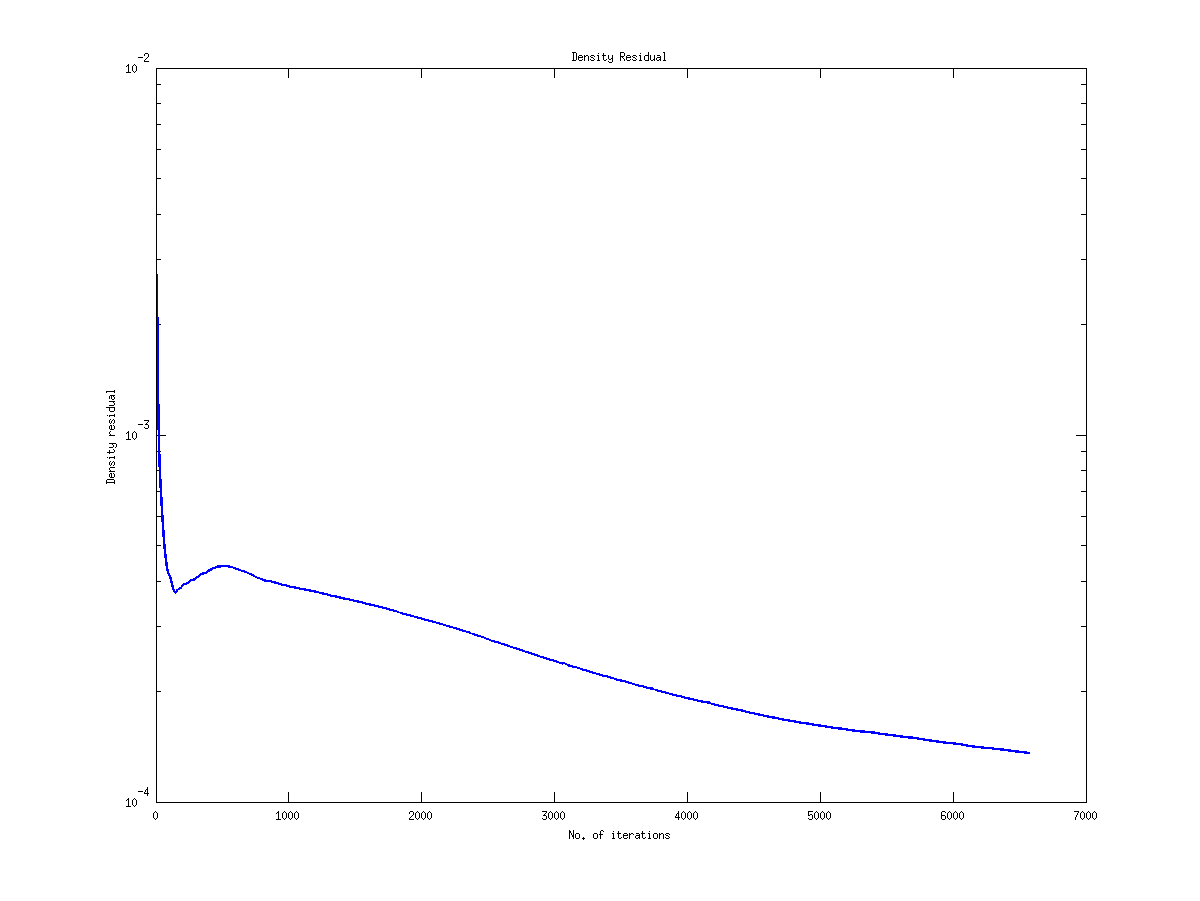 Density Residual
10^-2
10^-3
10^-4
Density residual
0 1000 2000 3000 4000 5000 6000 7000
No. of iterations